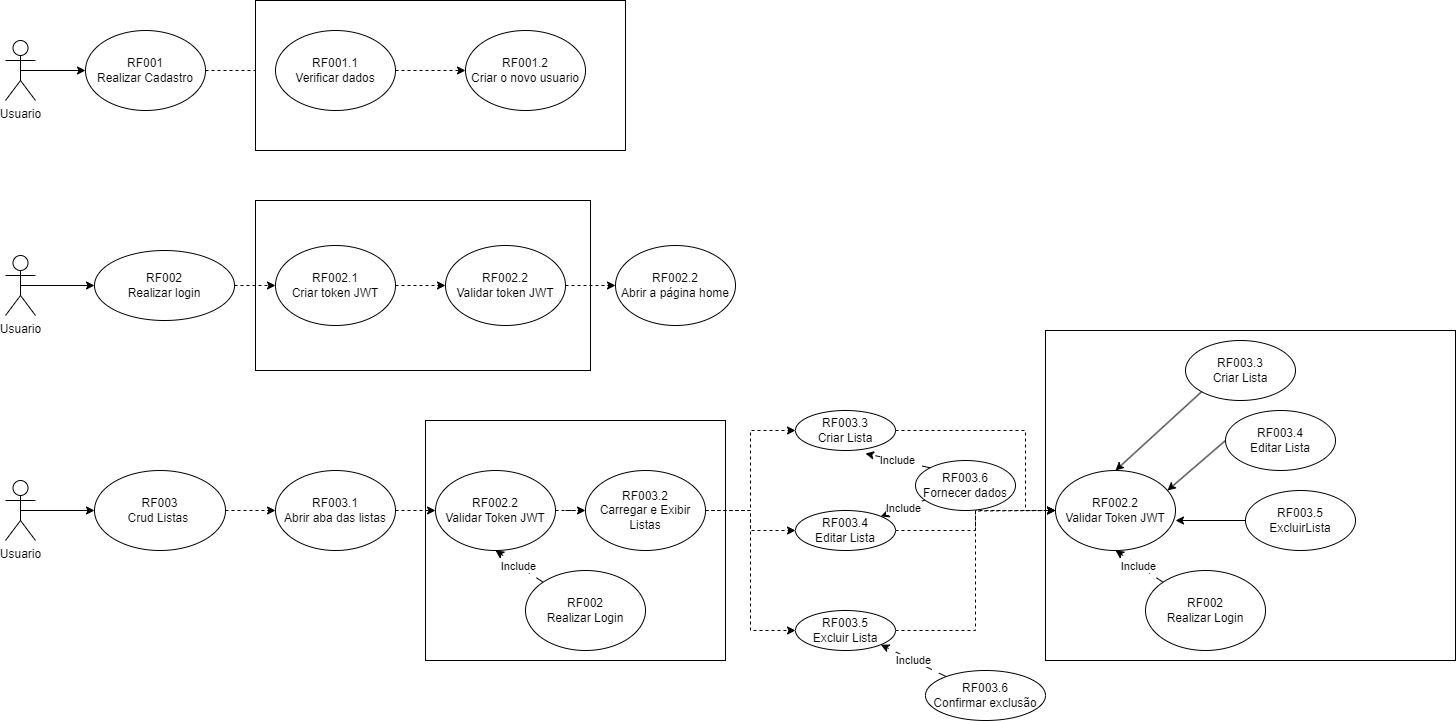 RF001
Realizar Cadastro
RF001.1
Verificar dados
RF001.2
Criar o novo usuario
Usuario
RF002
Realizar login
RF002.1
Criar token JWT
RF002.2
Validar token JWT
RF002.2
Abrir a página home
Usuario
RF003
Crud Listas
RF003.1
Abrir aba das listas
RF002.2
Validar Token JWT
RF003.2
Carregar e Exibir
Listas
Include
RF002
Realizar Login
Usuario
RF003.3
Criar Lista
Include
RF003.6
Fornecer dados
Include
RF003.4
Editar Lista
RF003.5
Excluir Lista
Include
RF003.6
Confirmar exclusão
RF003.3
Criar Lista
RF003.4
Editar Lista
RF002.2
Validar Token JWT
RF003.5
ExcluirLista
Include
RF002
Realizar Login